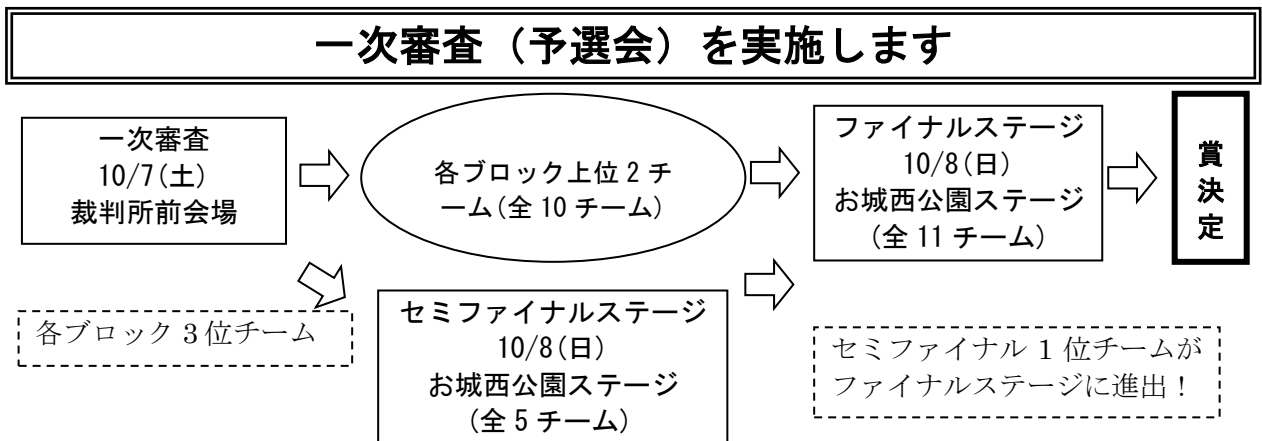 一次審査（予選会）を実施します
一次審査
10/7(土)
裁判所前会場
各ブロック上位 2 チ
ーム(全 10 チーム)
ファイナルステージ
10/8(日)
お城西公園ステージ
(全 11 チーム)
賞
決
定
各ブロック 3 位チーム
セミファイナルステージ
10/8(日)
お城西公園ステージ
(全 5 チーム)
セミファイナル 1 位チームが
ファイナルステージに進出！